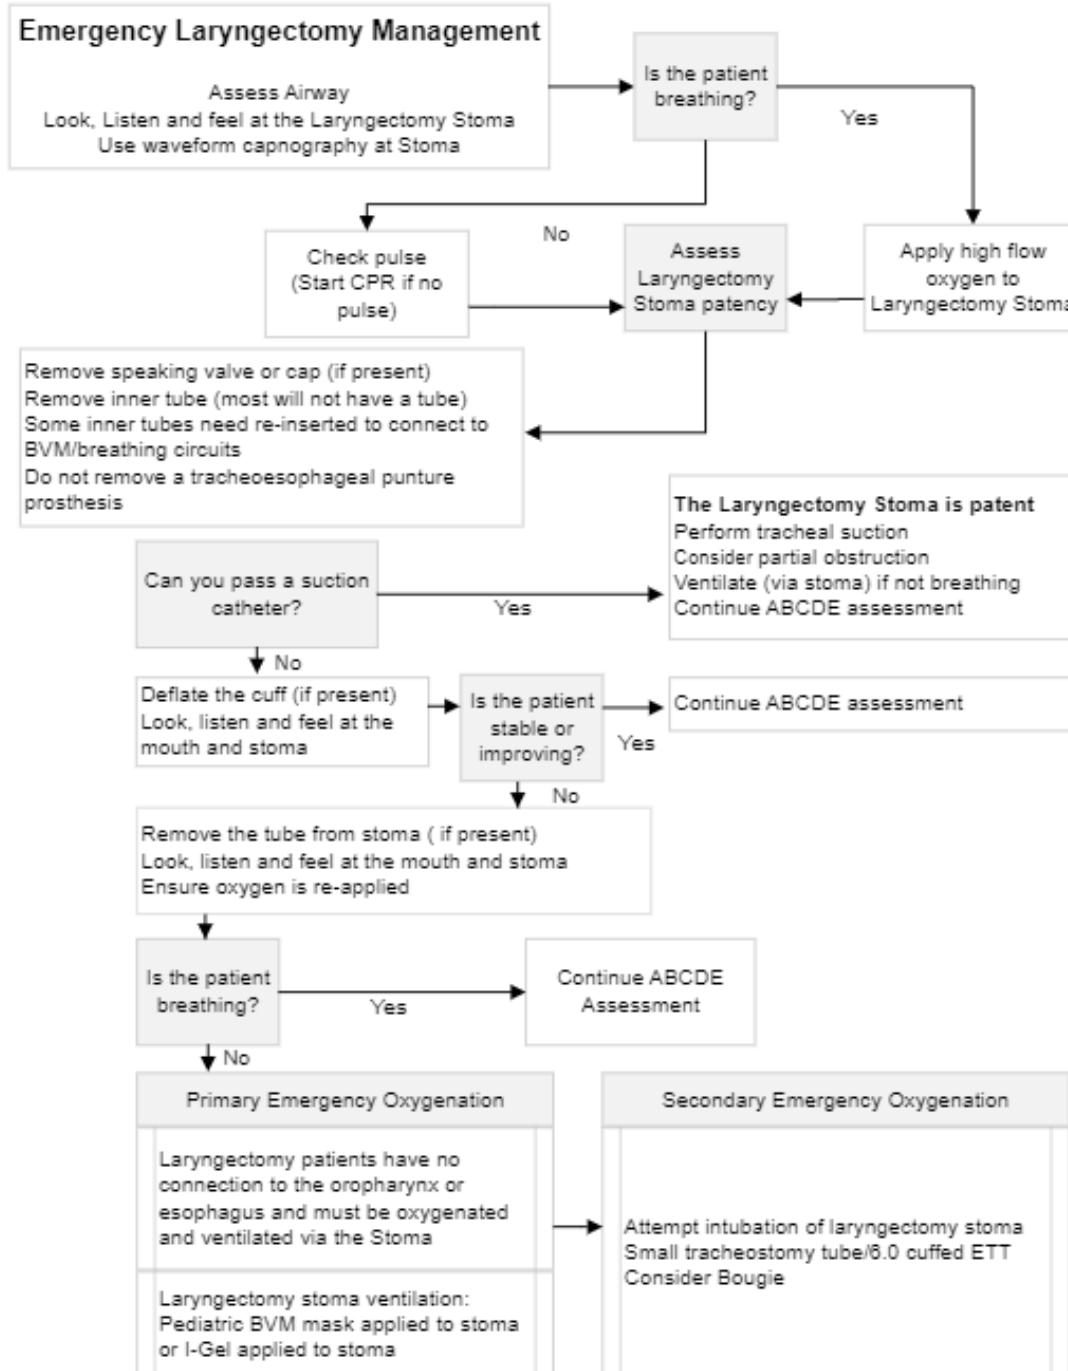 Emergency Laryngectomy Management
Assess Airway
Look, Listen and feel at the Laryngectomy Stoma
Use waveform capnography at Stoma
Is the patient
breathing?
Yes
No
Check pulse
(Start CPR if no
pulse)
Assess
Laryngectomy
Stoma patency
Apply high flow
oxygen to
Laryngectomy Stoma
Remove speaking valve or cap (if present)
Remove inner tube (most will not have a tube)
Some inner tubes need re-inserted to connect to
BVM/breathing circuits
Do not remove a tracheoesophageal punture
prosthesis
Can you pass a suction
catheter?
Yes
The Laryngectomy Stoma is patent
Perform tracheal suction
Consider partial obstruction
Ventilate (via stoma) if not breathing
Continue ABCDE assessment
No
Deflate the cuff (if present)
Look, listen and feel at the
mouth and stoma
Is the patient
stable or
improving?
Yes
Continue ABCDE assessment
No
Remove the tube from stoma ( if present)
Look, listen and feel at the mouth and stoma
Ensure oxygen is re-applied
Is the patient
breathing?
Yes
Continue ABCDE
Assessment
No
Primary Emergency Oxygenation
Laryngectomy patients have no
connection to the oropharynx or
esophagus and must be oxygenated
and ventilated via the Stoma
Laryngectomy stoma ventilation:
Pediatric BVM mask applied to stoma
or I-Gel applied to stoma
Secondary Emergency Oxygenation
Attempt intubation of laryngectomy stoma
Small tracheostomy tube/6.0 cuffed ETT
Consider Bougie